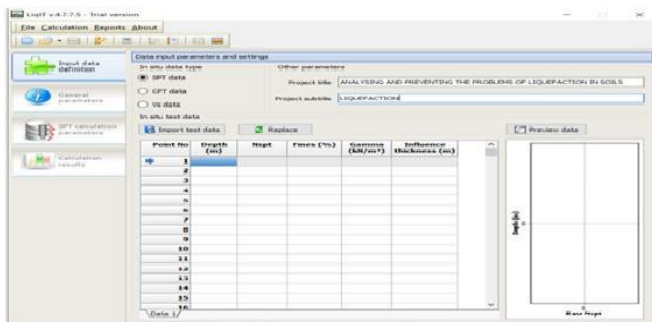 LiqIT v.4.7.7.5 - Trial version
File Calculation Reports About
Input data definition
General parameters
SPT calculation parameters
Calculation results
Data input parameters and settings
In situ data type
SPT data
CPT data
Vs data
Other parameters
Project title ANALYSING AND PREVENTING THE PROBLEMS OF LIQUEFACTION IN SOILS
Project subtitle LIQUEFACTION
In situ test data
Import test data Replace Preview data
Point No Depth (m) Nspt Fines (%) Gamma (kN/m³) Influence thickness (m)
1
2
3
4
5
6
7
8
9
10
11
12
13
14
15
16
Data 1
Depth (m)
Raw Nspt